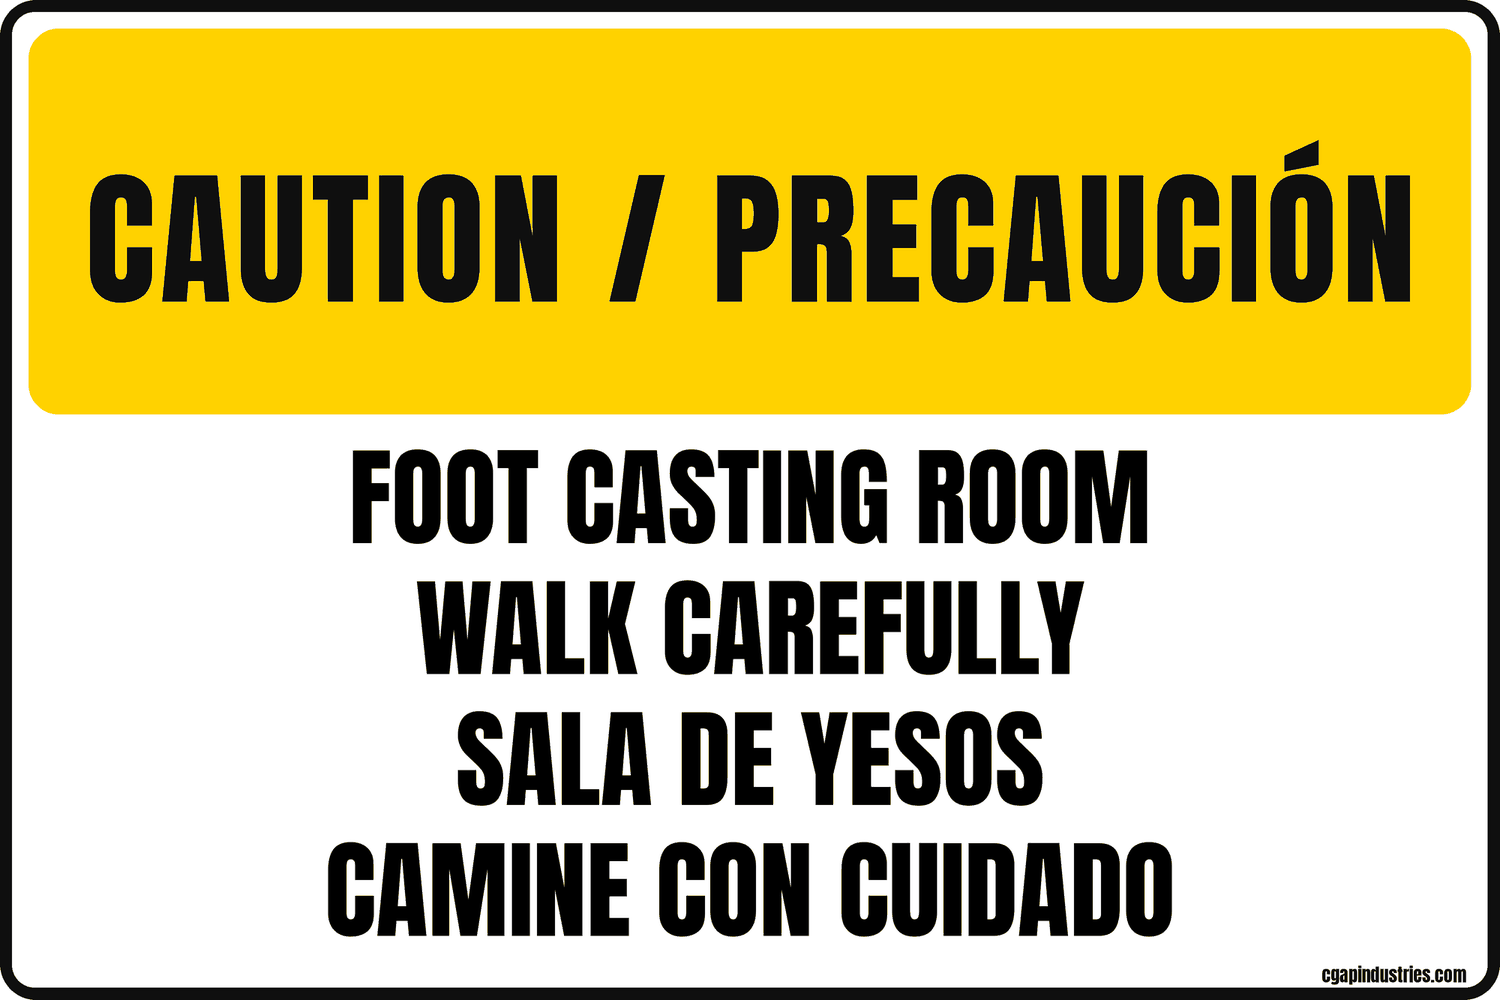 CAUTION / PRECAUCIÓN
FOOT CASTING ROOM
WALK CAREFULLY
SALA DE YESOS
CAMINE CON CUIDADO
cgapindustries.com